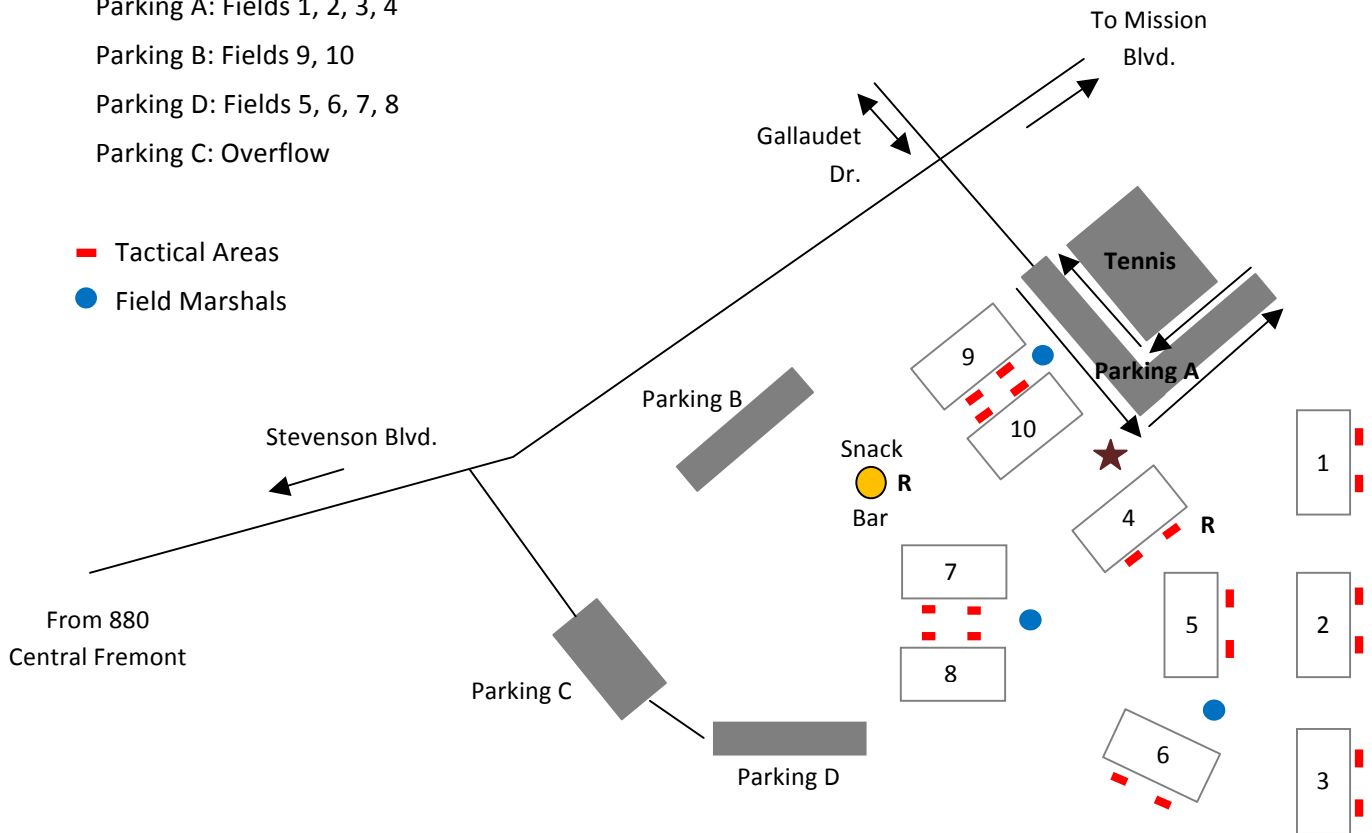 Parking A: Fields 1, 2, 3, 4
Parking B: Fields 9, 10
Parking D: Fields 5, 6, 7, 8
Parking C: Overflow
Tactical Areas
Field Marshals
To Mission
Blvd.
Gallaudet
Dr.
Tennis
Parking A
9
10
Parking B
Stevenson Blvd.
Snack
R
Bar
1
4
R
7
5
2
8
From 880
Central Fremont
Parking C
Parking D
6
3